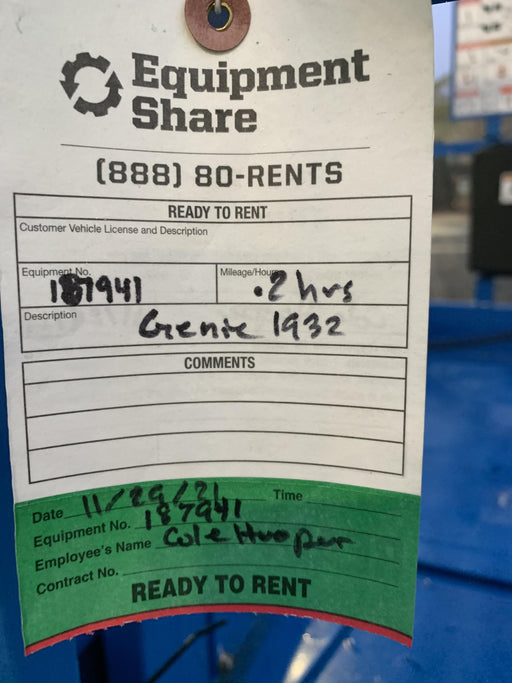 Equipment
Share
(888) 80-RENTS
READY TO RENT
Customer Vehicle License and Description
Equipment No. 187941 Mileage/Hours .2 hrs
Description Genie 1932
COMMENTS
Date 11/29/21 Time
Equipment No. 187941
Employee's Name Cole Hooper
Contract No.
READY TO RENT